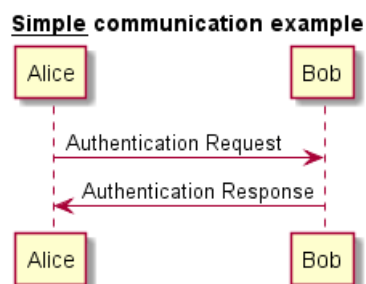 Simple communication example
Alice Bob
Authentication Request
Authentication Response
Alice Bob